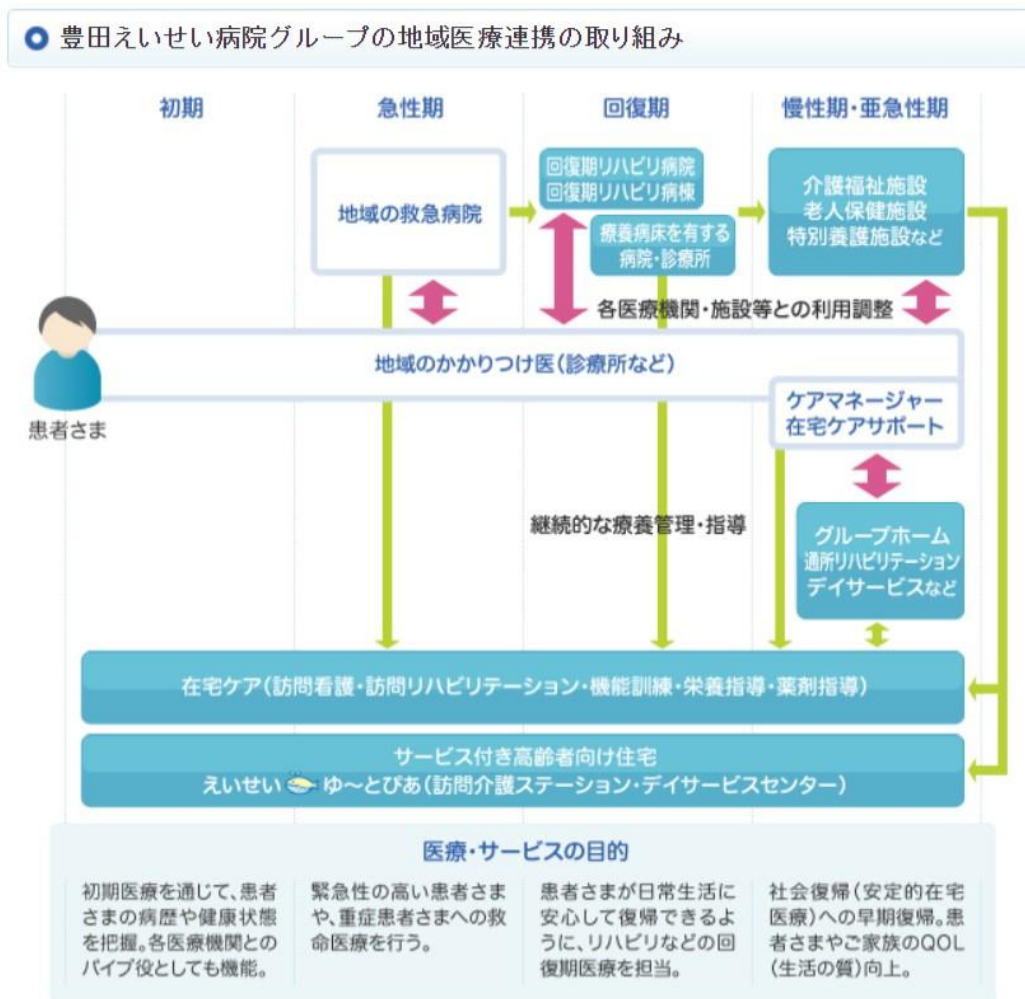 豊田えいせい病院グループの地域医療連携の取り組み
初期
急性期
回復期
慢性期・亜急性期
地域の救急病院
回復期リハビリ病院
回復期リハビリ病棟
療養病床を有する
病院・診療所
介護福祉施設
老人保健施設
特別養護施設など
各医療機関・施設等との利用調整
患者さま
地域のかかりつけ医(診療所など)
ケアマネージャー
在宅ケアサポート
継続的な療養管理・指導
グループホーム
通所リハビリテーション
デイサービスなど
在宅ケア(訪問看護・訪問リハビリテーション・機能訓練・栄養指導・薬剤指導)
サービス付き高齢者向け住宅
えいせい ゆ〜とぴあ(訪問介護ステーション・デイサービスセンター)
医療・サービスの目的
初期医療を通じて、患者
さまの病歴や健康状態
を把握。各医療機関との
パイプ役としても機能。
緊急性の高い患者さま
や、重症患者さまへの救
命医療を行う。
患者さまが日常生活に
安心して復帰できるよ
うに、リハビリなどの回
復期医療を担当。
社会復帰(安定的在宅
医療)への早期復帰。患
者さまやご家族のQOL
(生活の質)向上。